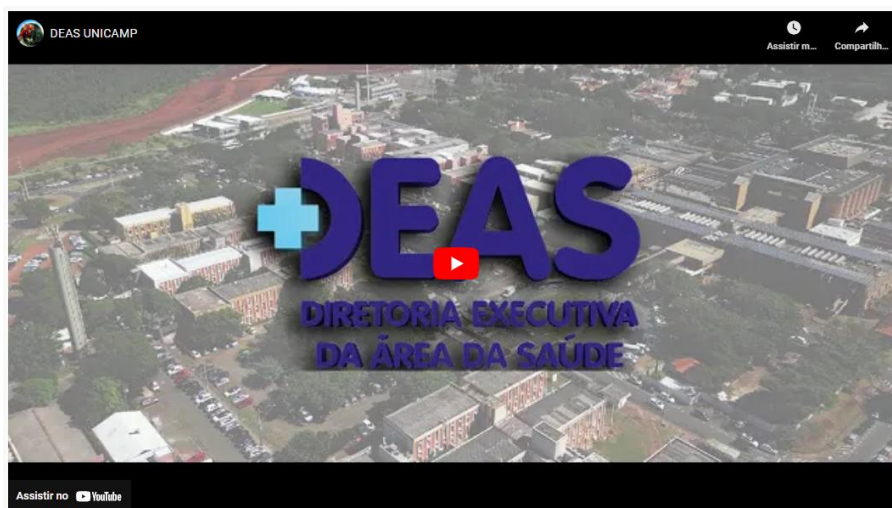 DEAS UNICAMP
Assistir m...
Compartilh...
DEAS
DIRETORIA EXECUTIVA
DA ÁREA DA SAÚDE
Assistir no YouTube